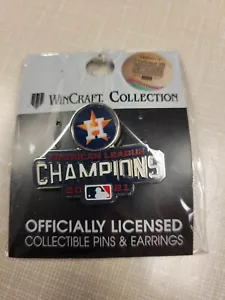 WINCRAFT COLLECTION
H
AMERICAN LEAGUE
CHAMPIONS
20 21
OFFICIALLY LICENSED
COLLECTIBLE PINS & EARRINGS